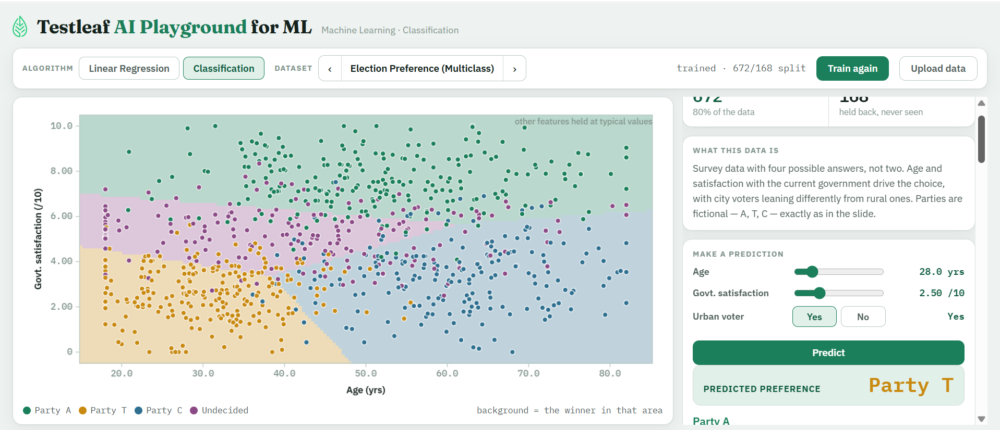 Testleaf AI Playground for ML Machine Learning · Classification
ALGORITHM Linear Regression Classification DATASET ‹ Election Preference (Multiclass) › trained · 672/168 split Train again Upload data
other features held at typical values
10.0
8.00
6.00
4.00
2.00
0
Govt. satisfaction (/10)
20.0 30.0 40.0 50.0 60.0 70.0 80.0
Age (yrs)
Party A Party T Party C Undecided background = the winner in that area
672 168
80% of the data held back, never seen
WHAT THIS DATA IS
Survey data with four possible answers, not two. Age and
satisfaction with the current government drive the choice,
with city voters leaning differently from rural ones. Parties are
fictional — A, T, C — exactly as in the slide.
MAKE A PREDICTION
Age 28.0 yrs
Govt. satisfaction 2.50 /10
Urban voter Yes No Yes
Predict
PREDICTED PREFERENCE Party T
Party A